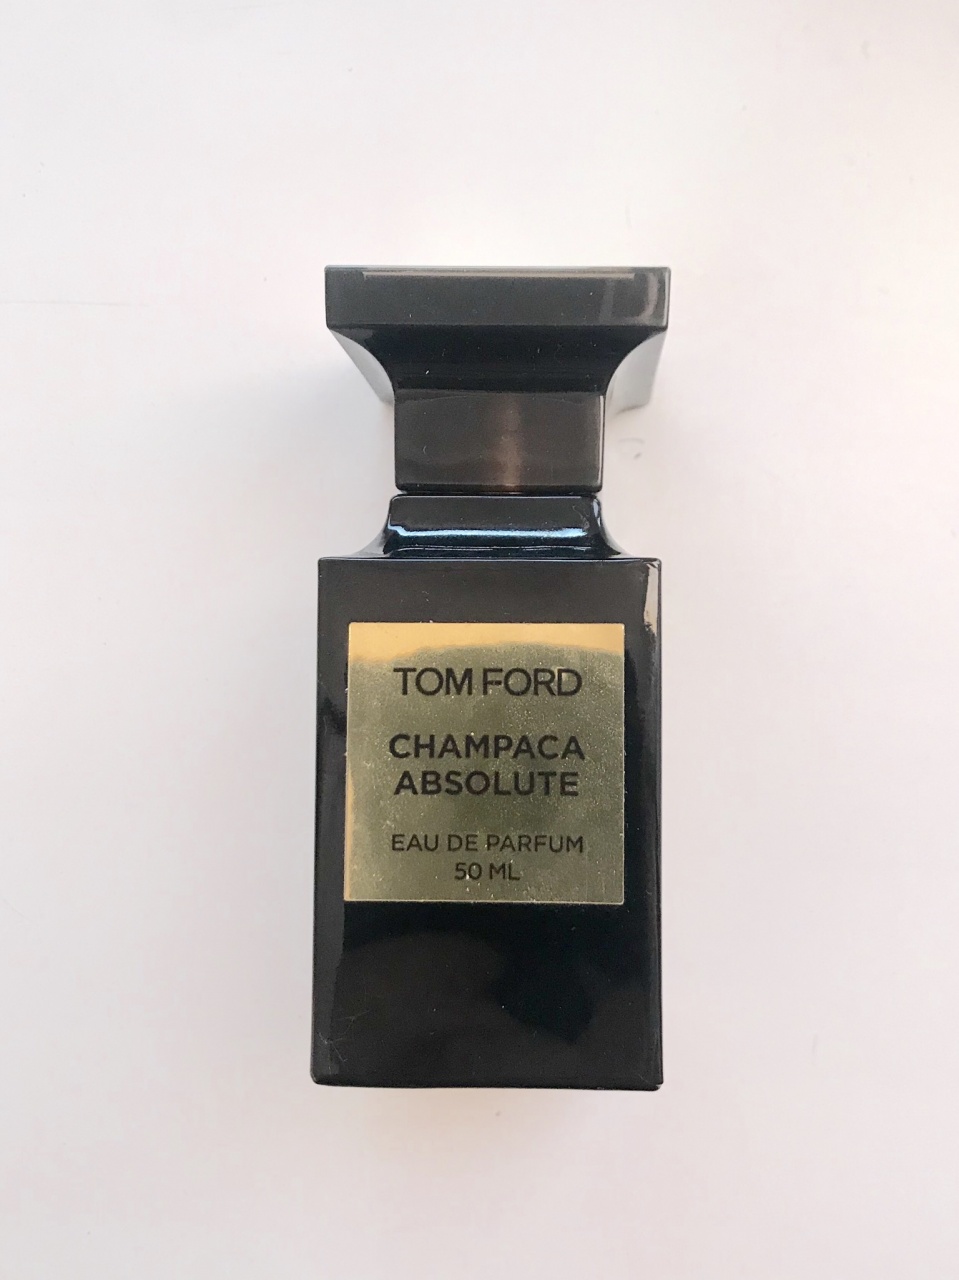 TOM FORD
CHAMPACA
ABSOLUTE
EAU DE PARFUM
50 ML